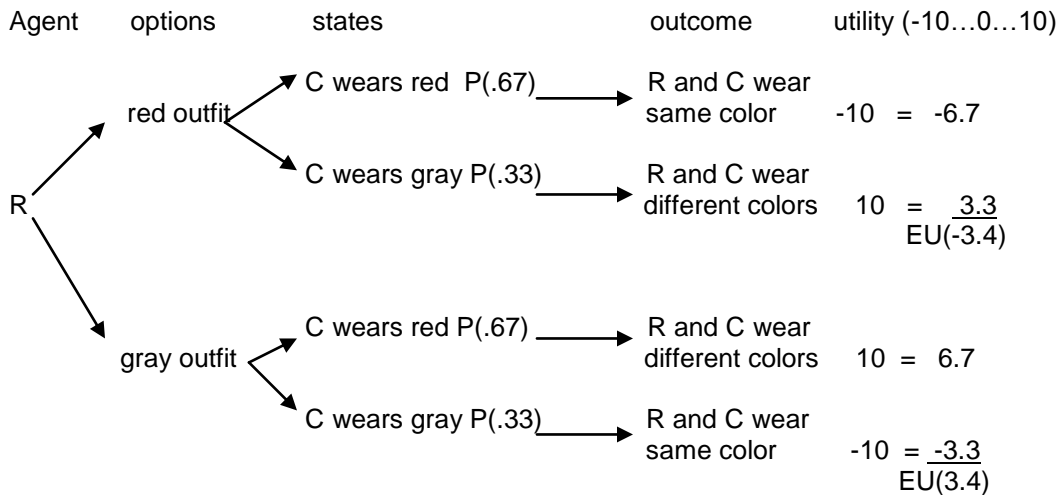 Agent options states outcome utility (-10…0…10)
C wears red P(.67) R and C wear
red outfit same color -10 = -6.7
C wears gray P(.33) R and C wear
R different colors 10 = 3.3
EU(-3.4)
C wears red P(.67) R and C wear
gray outfit different colors 10 = 6.7
C wears gray P(.33) R and C wear
same color -10 = -3.3
EU(3.4)